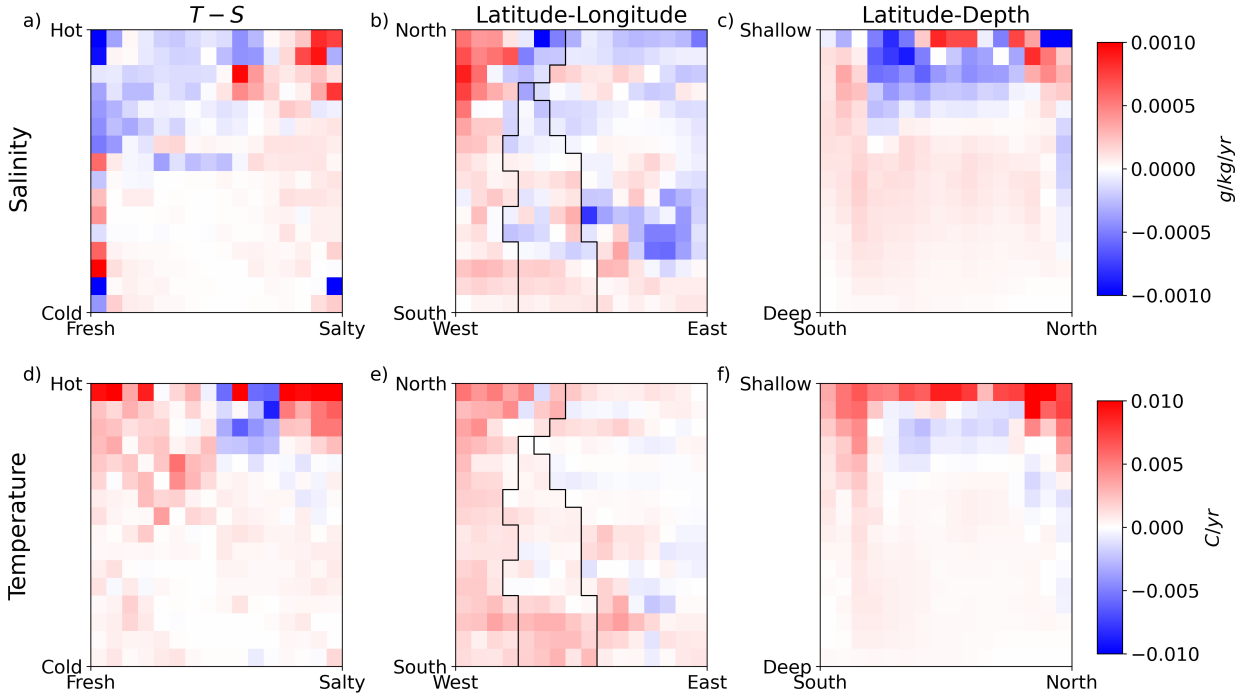 a)
T − S
b)
Latitude-Longitude
c)
Latitude-Depth
Hot
North
Shallow
Salinity
Cold
South
Deep
Fresh
Salty
West
East
South
North
0.0010
0.0005
0.0000
−0.0005
−0.0010
g/kg/yr
d)
e)
f)
Hot
North
Shallow
Temperature
Cold
South
Deep
Fresh
Salty
West
East
South
North
0.010
0.005
0.000
−0.005
−0.010
C/yr